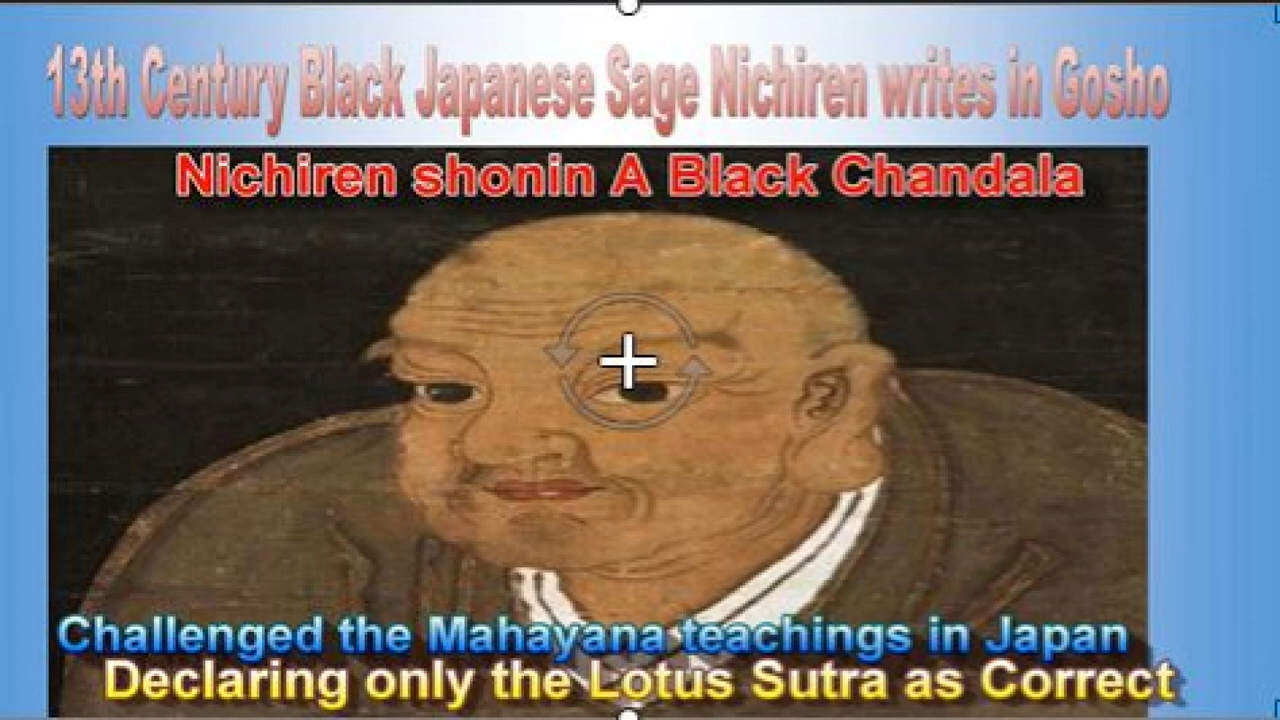 13th Century Black Japanese Sage Nichiren writes in Gosho
Nichiren shonin A Black Chandala
Challenged the Mahayana teachings in Japan
Declaring only the Lotus Sutra as Correct